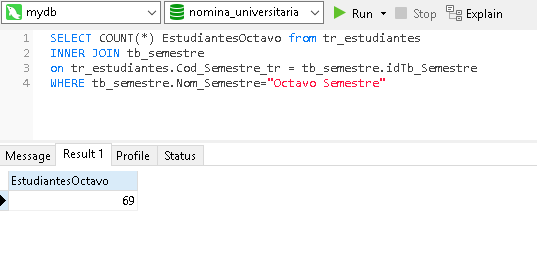 mydb nomina_universitaria Run Stop Explain
1 SELECT COUNT(*) EstudiantesOctavo from tr_estudiantes
2 INNER JOIN tb_semestre
3 on tr_estudiantes.Cod_Semestre_tr = tb_semestre.idTb_Semestre
4 WHERE tb_semestre.Nom_Semestre="Octavo Semestre"
Message Result 1 Profile Status
EstudiantesOctavo
69